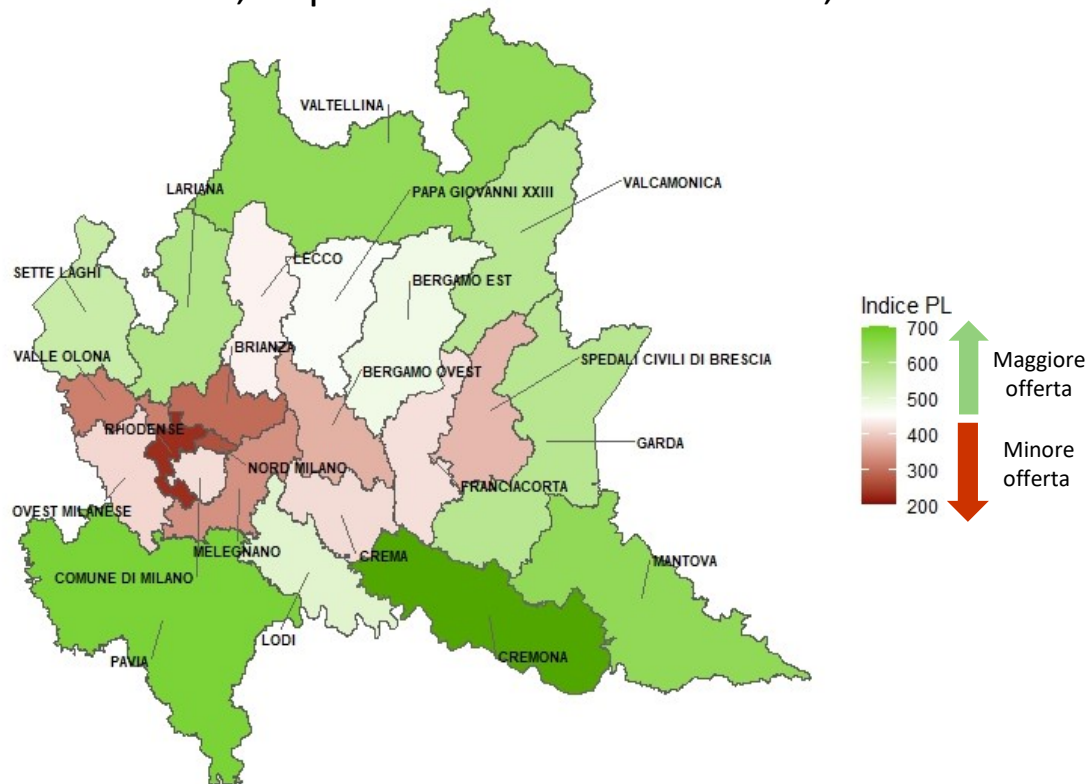 VALTELLINA
LARIANA
PAPA GIOVANNI XXIII
VALCAMONICA
SETTE LAGHI
LECCO
BERGAMO EST
VALLE OLONA
BRIANZA
BERGAMO OVEST
SPEDALI CIVILI DI BRESCIA
RHODENSE
NORD MILANO
GARDA
OVEST MILANESE
FRANCIACORTA
MELEGNANO
CREMA
MANTOVA
COMUNE DI MILANO
LODI
PAVIA
CREMONA
Indice PL
700
600
500
400
300
200
Maggiore
offerta
Minore
offerta